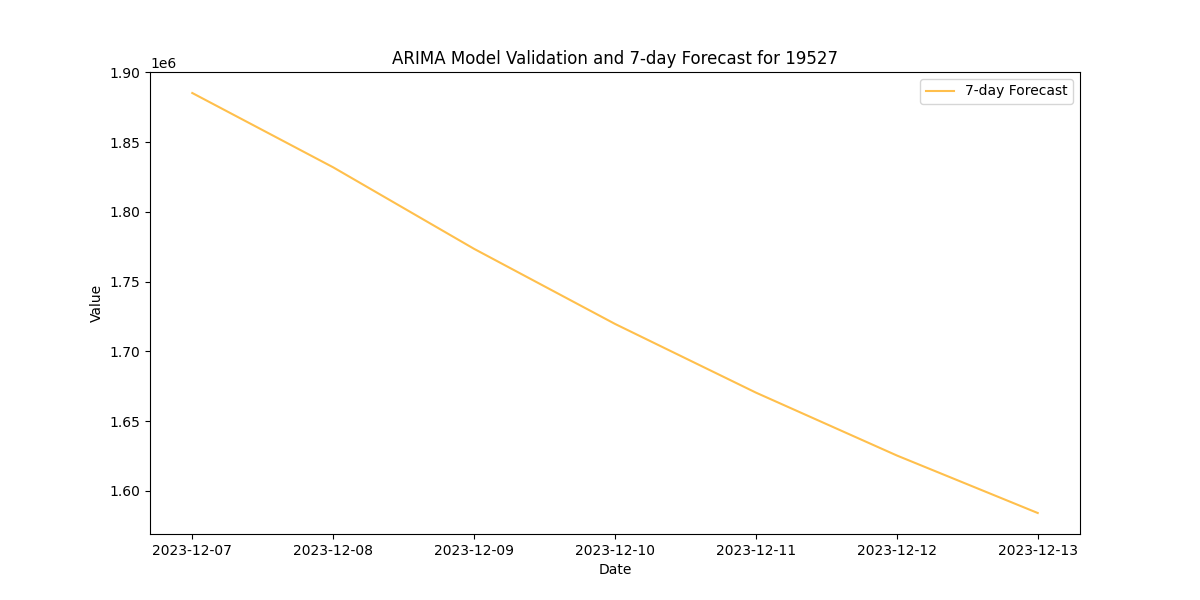 ARIMA Model Validation and 7-day Forecast for 19527
1e6
7-day Forecast
1.90
1.85
1.80
1.75
1.70
1.65
1.60
Value
2023-12-07 2023-12-08 2023-12-09 2023-12-10 2023-12-11 2023-12-12 2023-12-13
Date